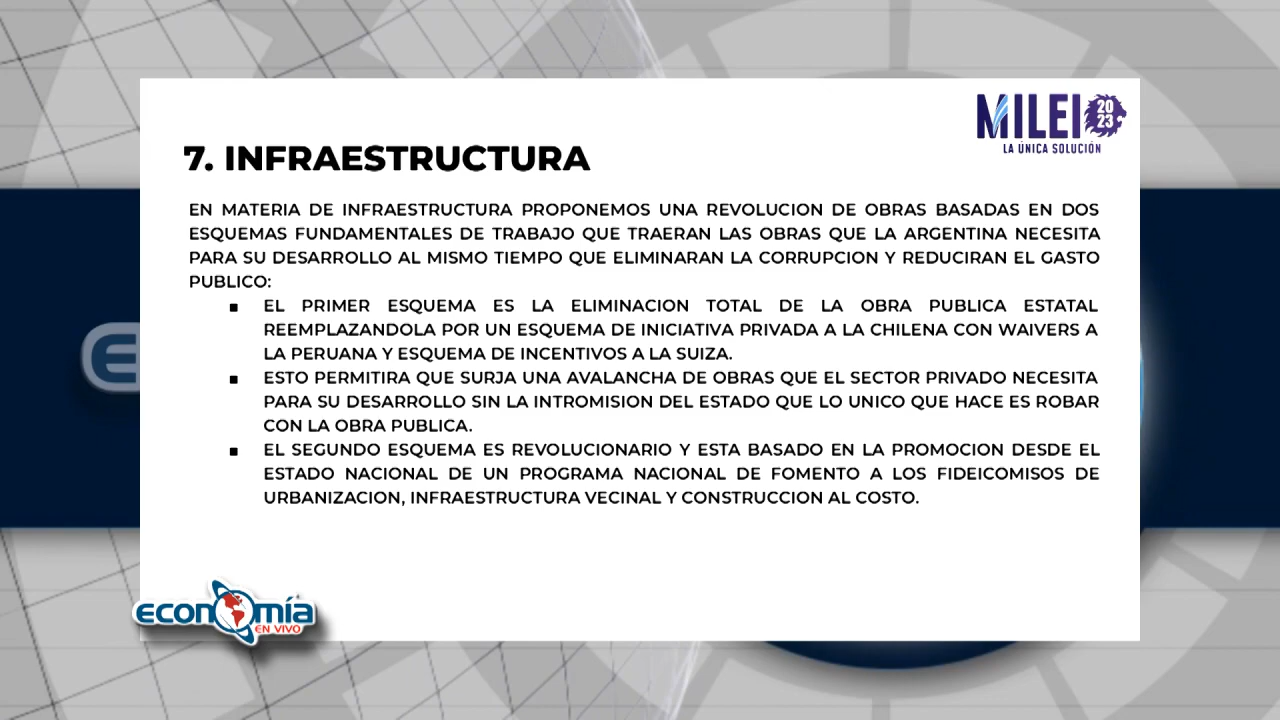 MILEI 2023
LA ÚNICA SOLUCIÓN
7. INFRAESTRUCTURA
EN MATERIA DE INFRAESTRUCTURA PROPONEMOS UNA REVOLUCION DE OBRAS BASADAS EN DOS
ESQUEMAS FUNDAMENTALES DE TRABAJO QUE TRAERAN LAS OBRAS QUE LA ARGENTINA NECESITA
PARA SU DESARROLLO AL MISMO TIEMPO QUE ELIMINARAN LA CORRUPCION Y REDUCIRAN EL GASTO
PUBLICO:
▪ EL PRIMER ESQUEMA ES LA ELIMINACION TOTAL DE LA OBRA PUBLICA ESTATAL
REEMPLAZANDOLA POR UN ESQUEMA DE INICIATIVA PRIVADA A LA CHILENA CON WAIVERS A
LA PERUANA Y ESQUEMA DE INCENTIVOS A LA SUIZA.
▪ ESTO PERMITIRA QUE SURJA UNA AVALANCHA DE OBRAS QUE EL SECTOR PRIVADO NECESITA
PARA SU DESARROLLO SIN LA INTROMISION DEL ESTADO QUE LO UNICO QUE HACE ES ROBAR
CON LA OBRA PUBLICA.
▪ EL SEGUNDO ESQUEMA ES REVOLUCIONARIO Y ESTA BASADO EN LA PROMOCION DESDE EL
ESTADO NACIONAL DE UN PROGRAMA NACIONAL DE FOMENTO A LOS FIDEICOMISOS DE
URBANIZACION, INFRAESTRUCTURA VECINAL Y CONSTRUCCION AL COSTO.
economía
EN VIVO